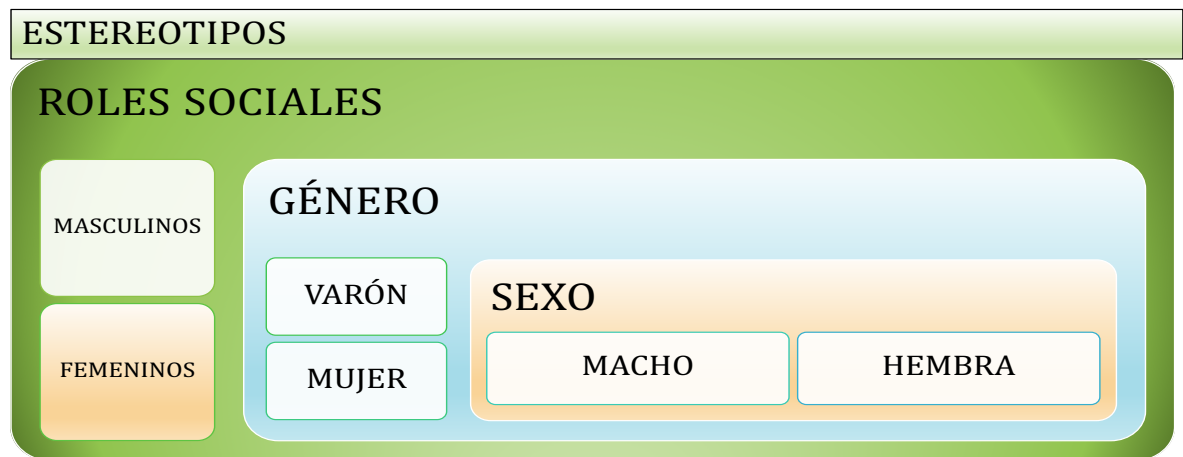 ESTEREOTIPOS
ROLES SOCIALES
MASCULINOS
FEMENINOS
GÉNERO
VARÓN
MUJER
SEXO
MACHO
HEMBRA